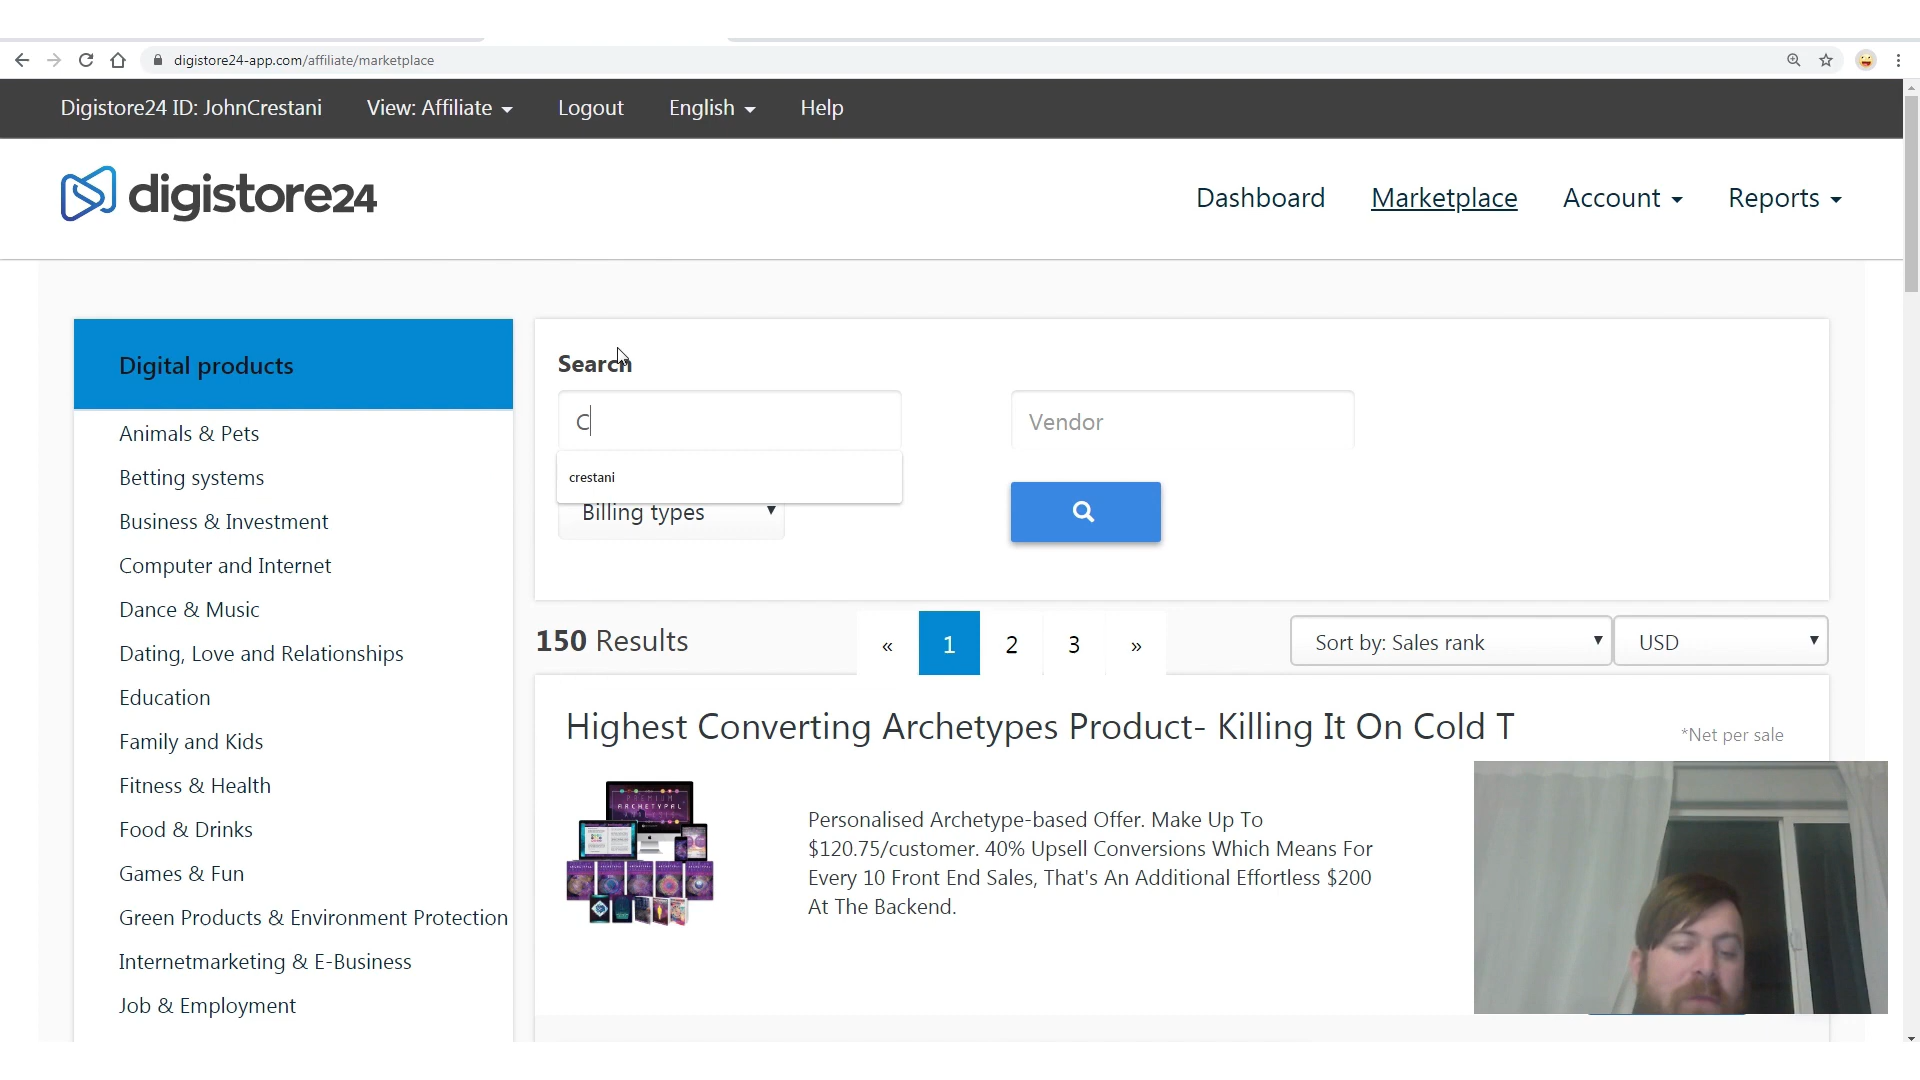 digistore24-app.com/affiliate/marketplace
Digistore24 ID: JohnCrestani View: Affiliate Logout English Help
digistore24
Dashboard Marketplace Account Reports
Digital products
Animals & Pets
Betting systems
Business & Investment
Computer and Internet
Dance & Music
Dating, Love and Relationships
Education
Family and Kids
Fitness & Health
Food & Drinks
Games & Fun
Green Products & Environment Protection
Internetmarketing & E-Business
Job & Employment
Search
C
Vendor
crestani
Billing types
150 Results
« 1 2 3 »
Sort by: Sales rank
USD
Highest Converting Archetypes Product- Killing It On Cold T
*Net per sale
Personalised Archetype-based Offer. Make Up To
$120.75/customer. 40% Upsell Conversions Which Means For
Every 10 Front End Sales, That's An Additional Effortless $200
At The Backend.